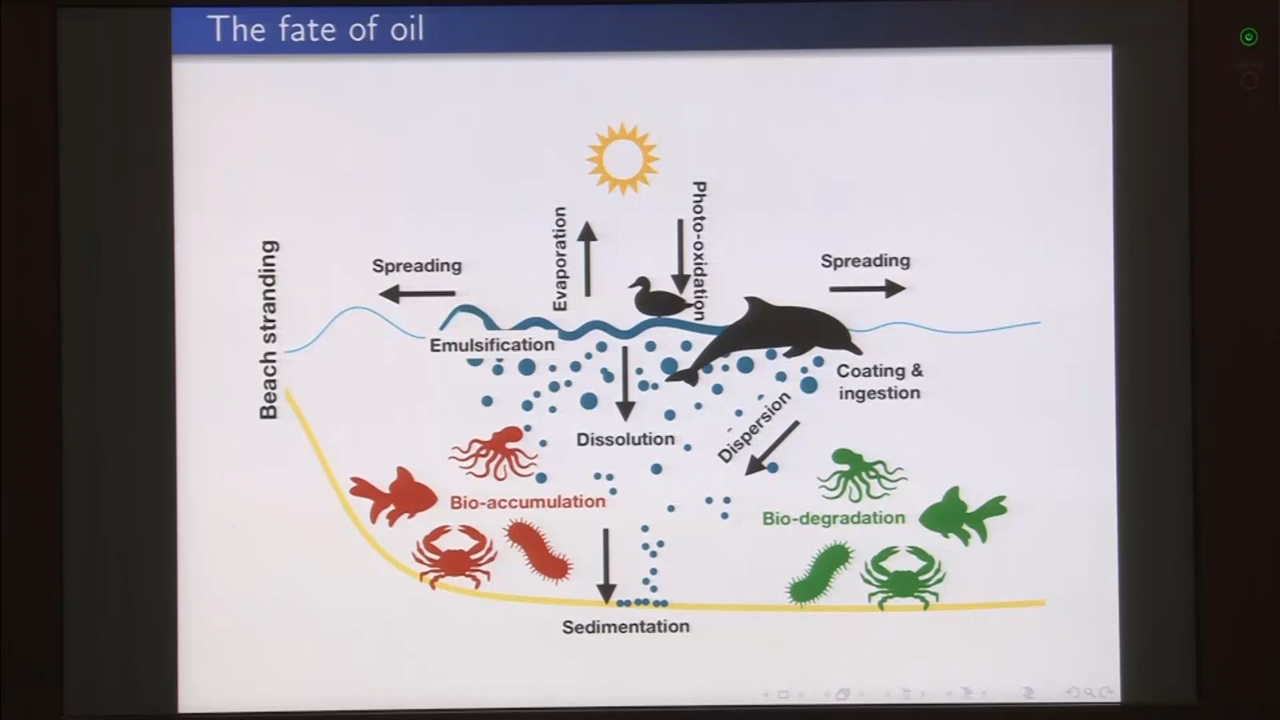 The fate of oil
Beach stranding
Spreading
Evaporation
Photo-oxidation
Spreading
Emulsification
Coating &
ingestion
Dissolution
Dispersion
Bio-accumulation
Bio-degradation
Sedimentation